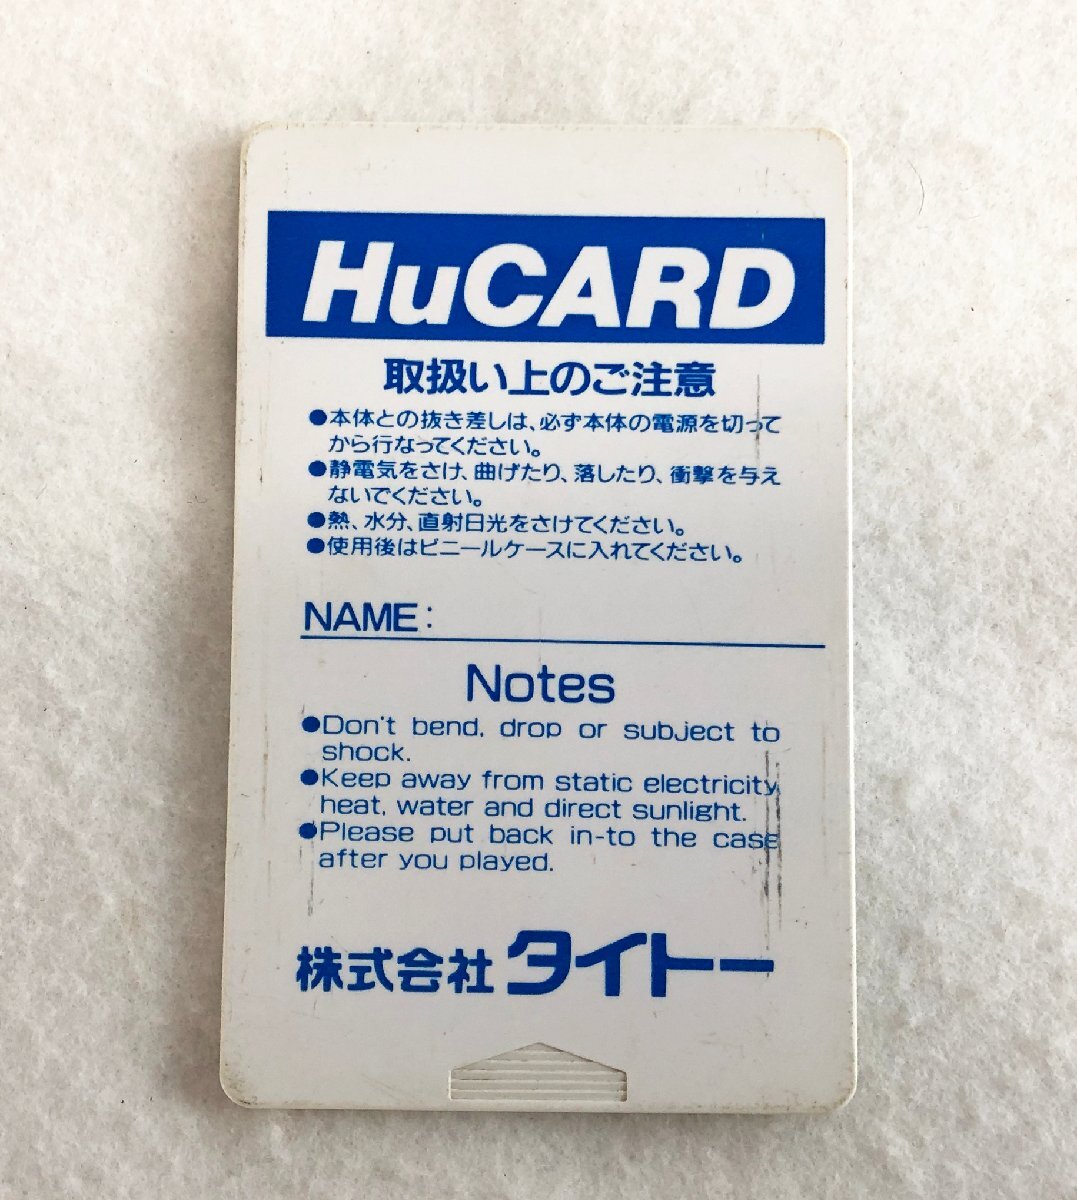 HuCARD
取扱い上のご注意
●本体との抜き差しは、必ず本体の電源を切って
から行なってください。
●静電気をさけ、曲げたり、落したり、衝撃を与え
ないでください。
●熱、水分、直射日光をさけてください。
●使用後はビニールケースに入れてください。
NAME:
Notes
●Don't bend, drop or subject to
shock.
●Keep away from static electricity
heat, water and direct sunlight.
●Please put back in-to the case
after you played.
株式会社 タイトー